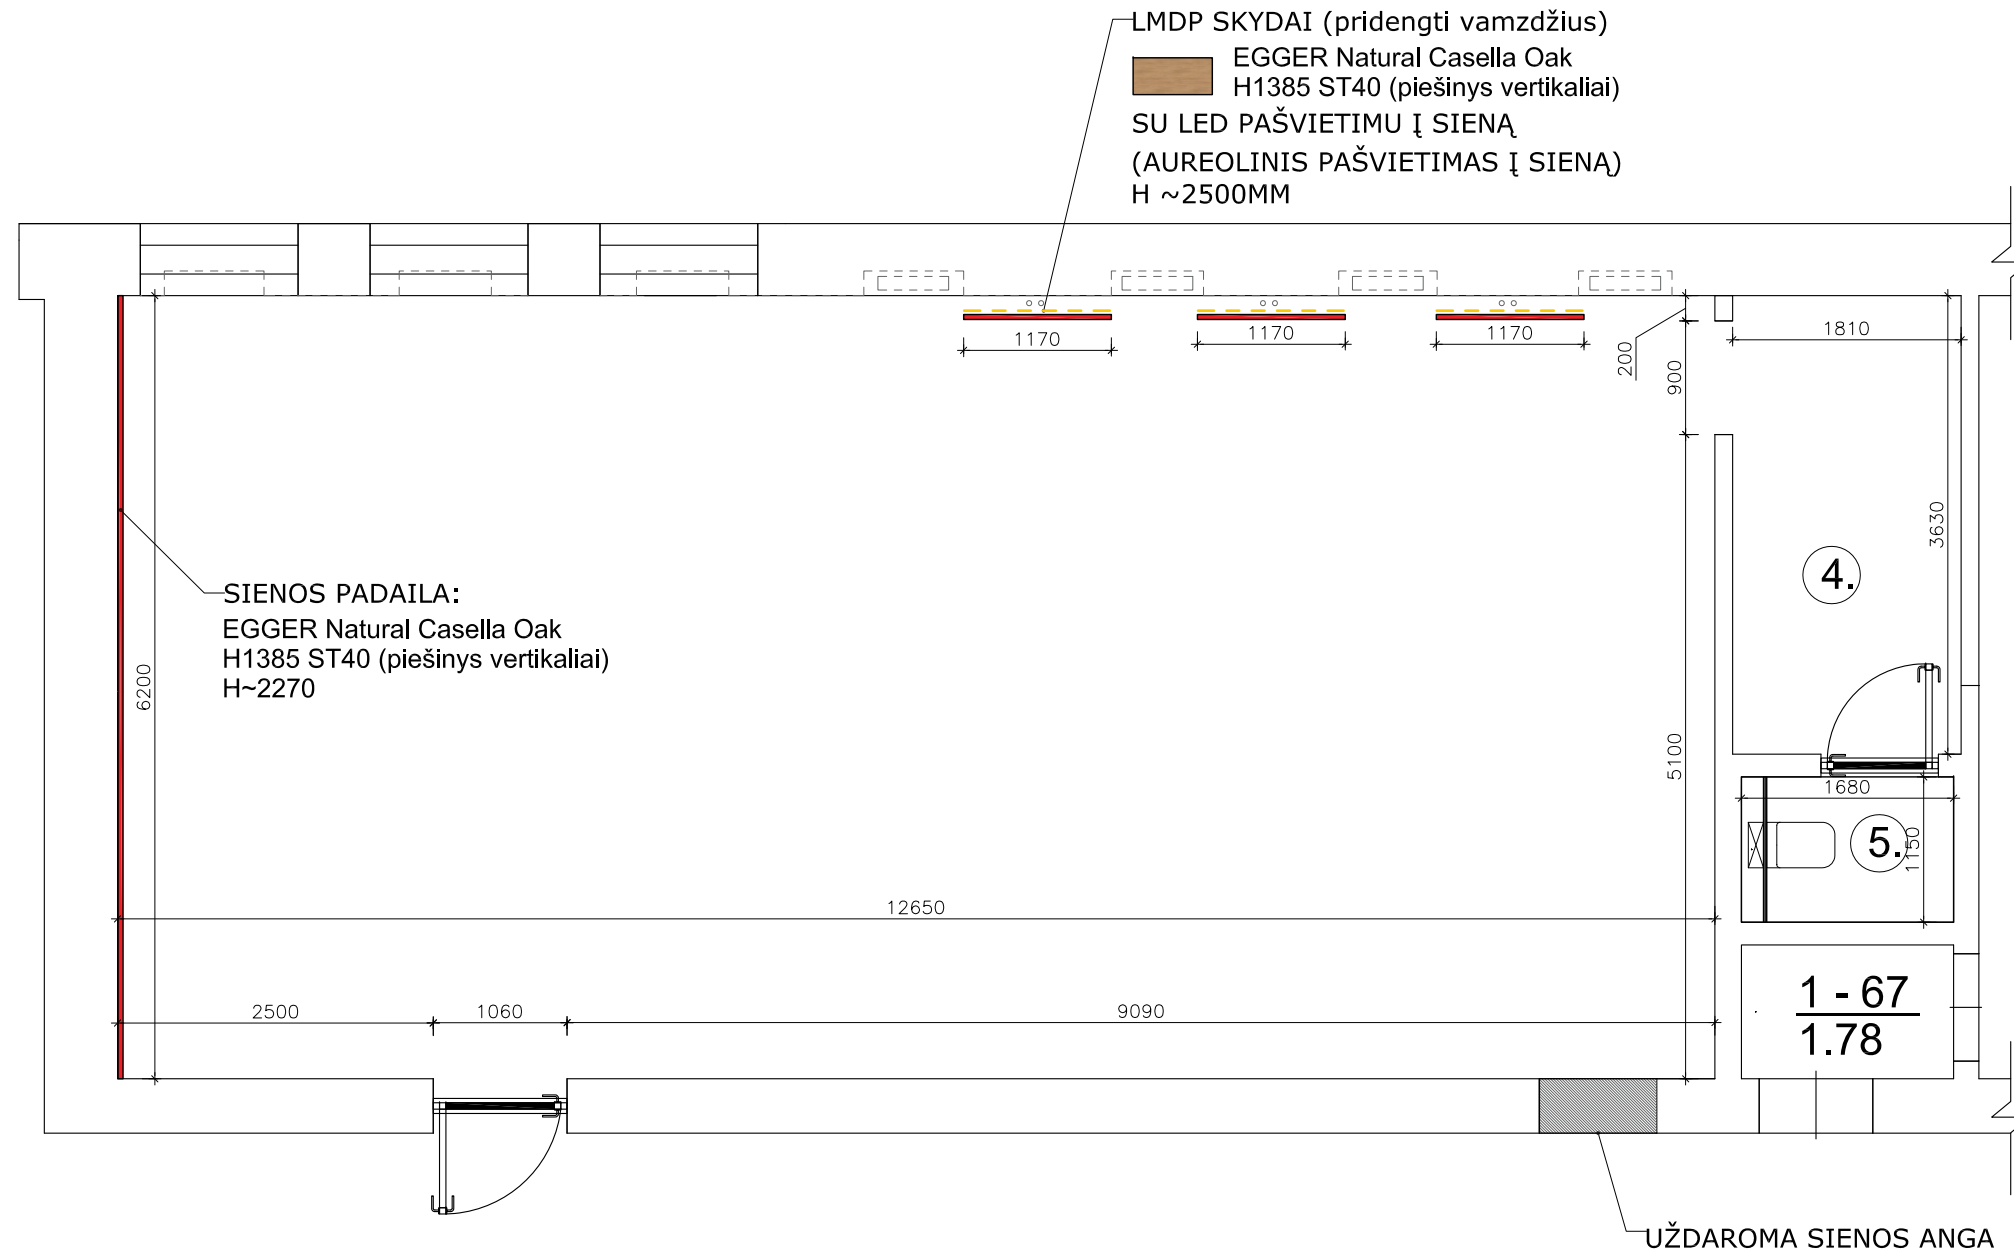 LMDP SKYDAI (pridengti vamzdžius)
EGGER Natural Casella Oak
H1385 ST40 (piešinys vertikaliai)
SU LED PAŠVIETIMU Į SIENĄ
(AUREOLINIS PAŠVIETIMAS Į SIENĄ)
H ~2500MM
1170
1170
1170
200
900
1810
3630
4.
SIENOS PADAILA:
EGGER Natural Casella Oak
H1385 ST40 (piešinys vertikaliai)
H~2270
6200
5100
1680
5.
1150
12650
2500
1060
9090
1 - 67
1.78
UŽDAROMA SIENOS ANGA